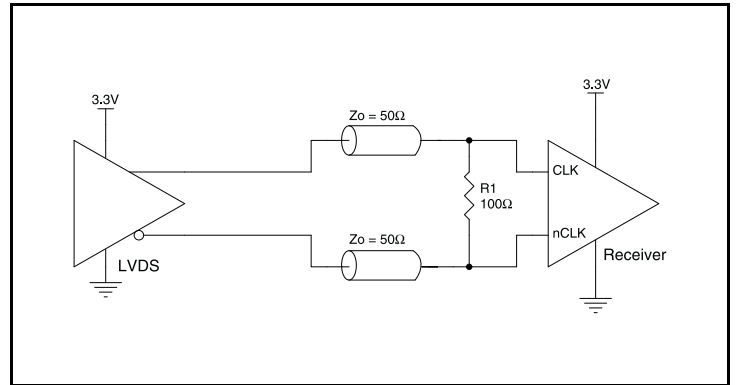 3.3V
LVDS
Zo = 50Ω
Zo = 50Ω
R1
100Ω
3.3V
CLK
nCLK
Receiver